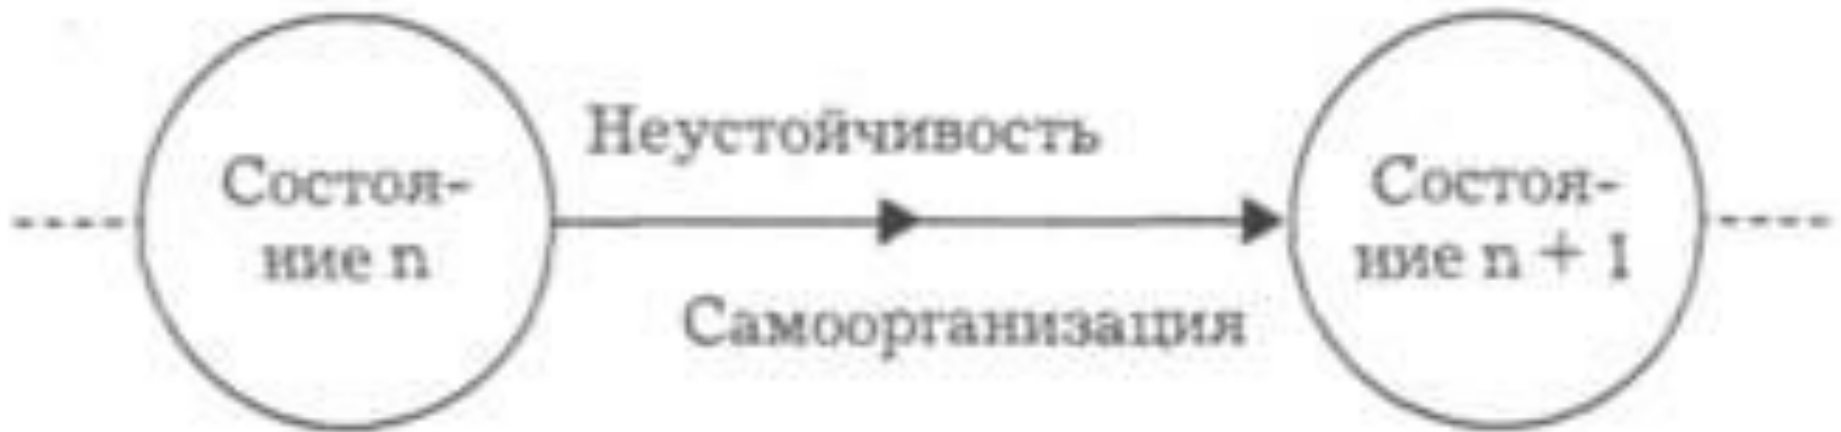 Состоя-
ние n
Неустойчивость
Самоорганизация
Состоя-
ние n + 1